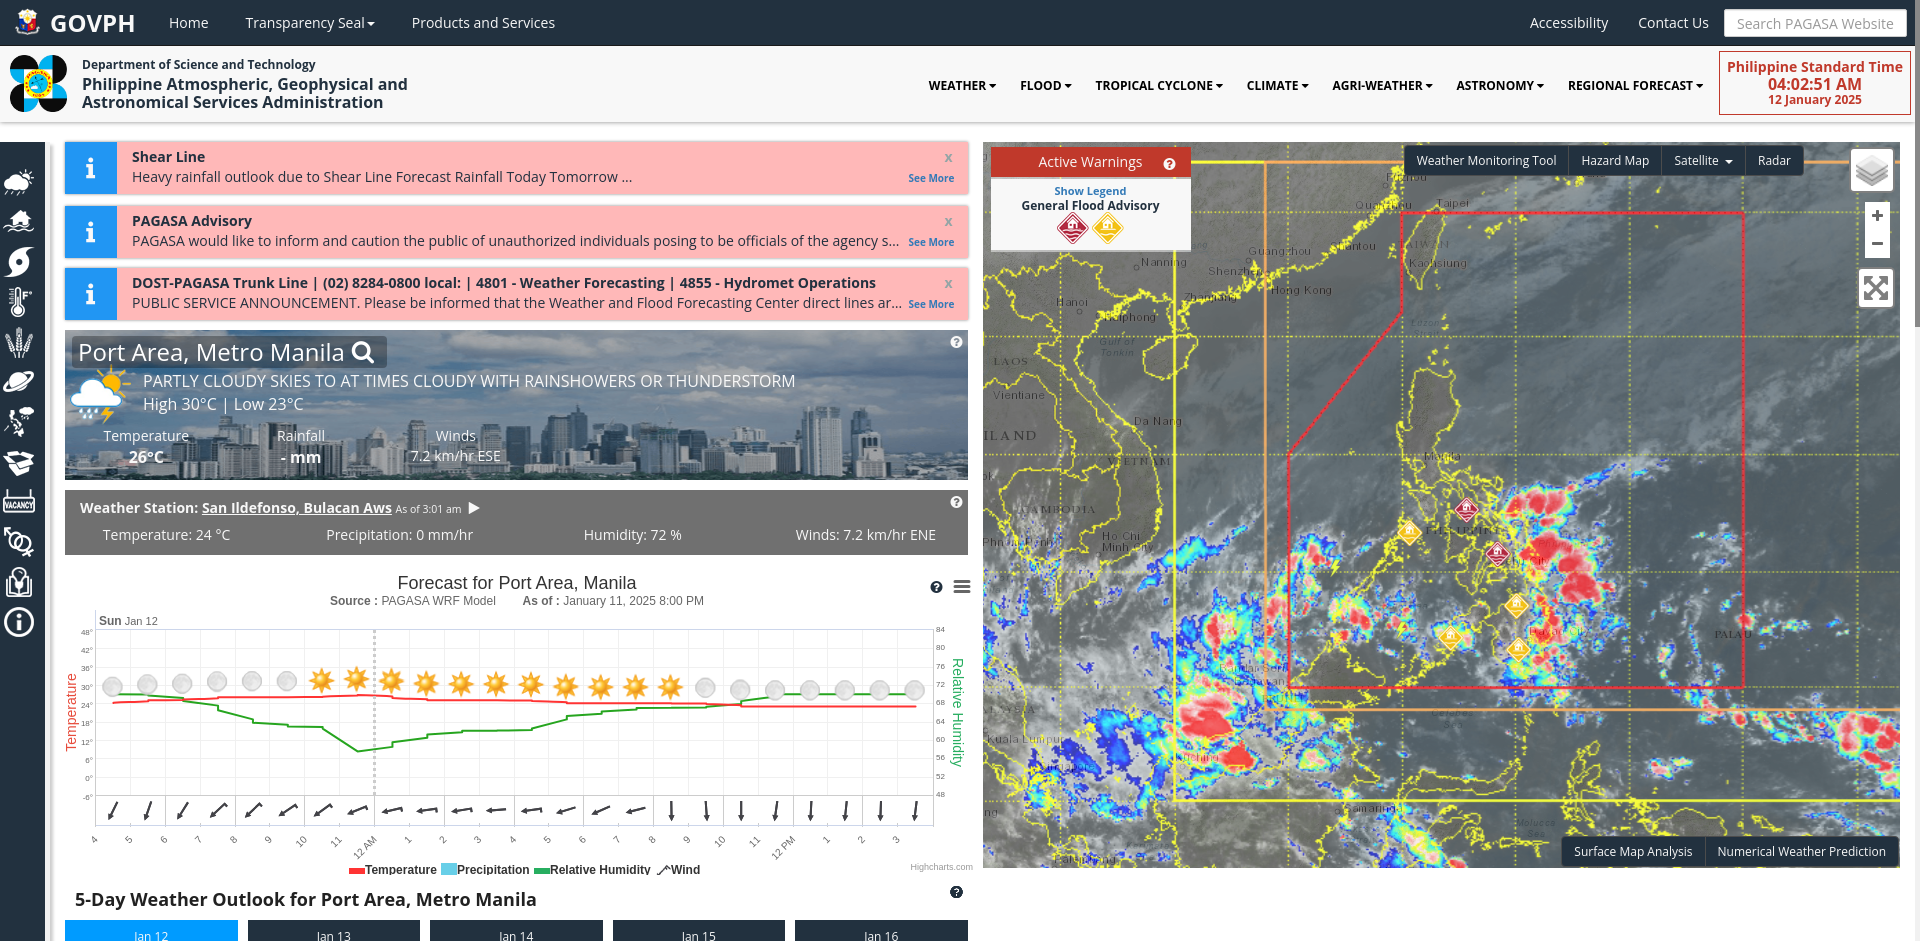 GOVPH
Home
Transparency Seal
Products and Services
Accessibility
Contact Us
Search PAGASA Website
Department of Science and Technology
Philippine Atmospheric, Geophysical and
Astronomical Services Administration
WEATHER
FLOOD
TROPICAL CYCLONE
CLIMATE
AGRI-WEATHER
ASTRONOMY
REGIONAL FORECAST
Philippine Standard Time
04:02:51 AM
12 January 2025
Shear Line
x
Heavy rainfall outlook due to Shear Line Forecast Rainfall Today Tomorrow ...
See More
PAGASA Advisory
x
PAGASA would like to inform and caution the public of unauthorized individuals posing to be officials of the agency s...
See More
DOST-PAGASA Trunk Line | (02) 8284-0800 local: | 4801 - Weather Forecasting | 4855 - Hydromet Operations
x
PUBLIC SERVICE ANNOUNCEMENT. Please be informed that the Weather and Flood Forecasting Center direct lines ar...
See More
Port Area, Metro Manila
PARTLY CLOUDY SKIES TO AT TIMES CLOUDY WITH RAINSHOWERS OR THUNDERSTORM
High 30°C | Low 23°C
Temperature
Rainfall
Winds
26°C
- mm
7.2 km/hr ESE
Weather Station: San Ildefonso, Bulacan Aws As of 3:01 am
Temperature: 24 °C
Precipitation: 0 mm/hr
Humidity: 72 %
Winds: 7.2 km/hr ENE
Forecast for Port Area, Manila
Source : PAGASA WRF Model
As of : January 11, 2025 8:00 PM
Sun Jan 12
48°
42°
36°
30°
24°
18°
12°
6°
0°
-6°
Temperature
84
80
76
72
68
64
60
56
52
48
Relative Humidity
4
5
6
7
8
9
10
11
12 AM
1
2
3
4
5
6
7
8
9
10
11
12 PM
1
2
3
Temperature
Precipitation
Relative Humidity
Wind
Highcharts.com
5-Day Weather Outlook for Port Area, Metro Manila
Jan 12
Jan 13
Jan 14
Jan 15
Jan 16
VACANCY
Active Warnings
Show Legend
General Flood Advisory
Weather Monitoring Tool
Hazard Map
Satellite
Radar
+
−
Taipei
Guangzhou
Shantou
TAIWAN
Kaohsiung
Nanning
Shenzhen
Hong Kong
Zhanjiang
Hanoi
Haiphong
Gulf of
Tonkin
LAOS
Vientiane
Da Nang
VIETNAM
Manila
CAMBODIA
Phnom Penh
Ho Chi
Minh City
PALAU
Kuala Lumpur
Kuching
Surface Map Analysis
Numerical Weather Prediction